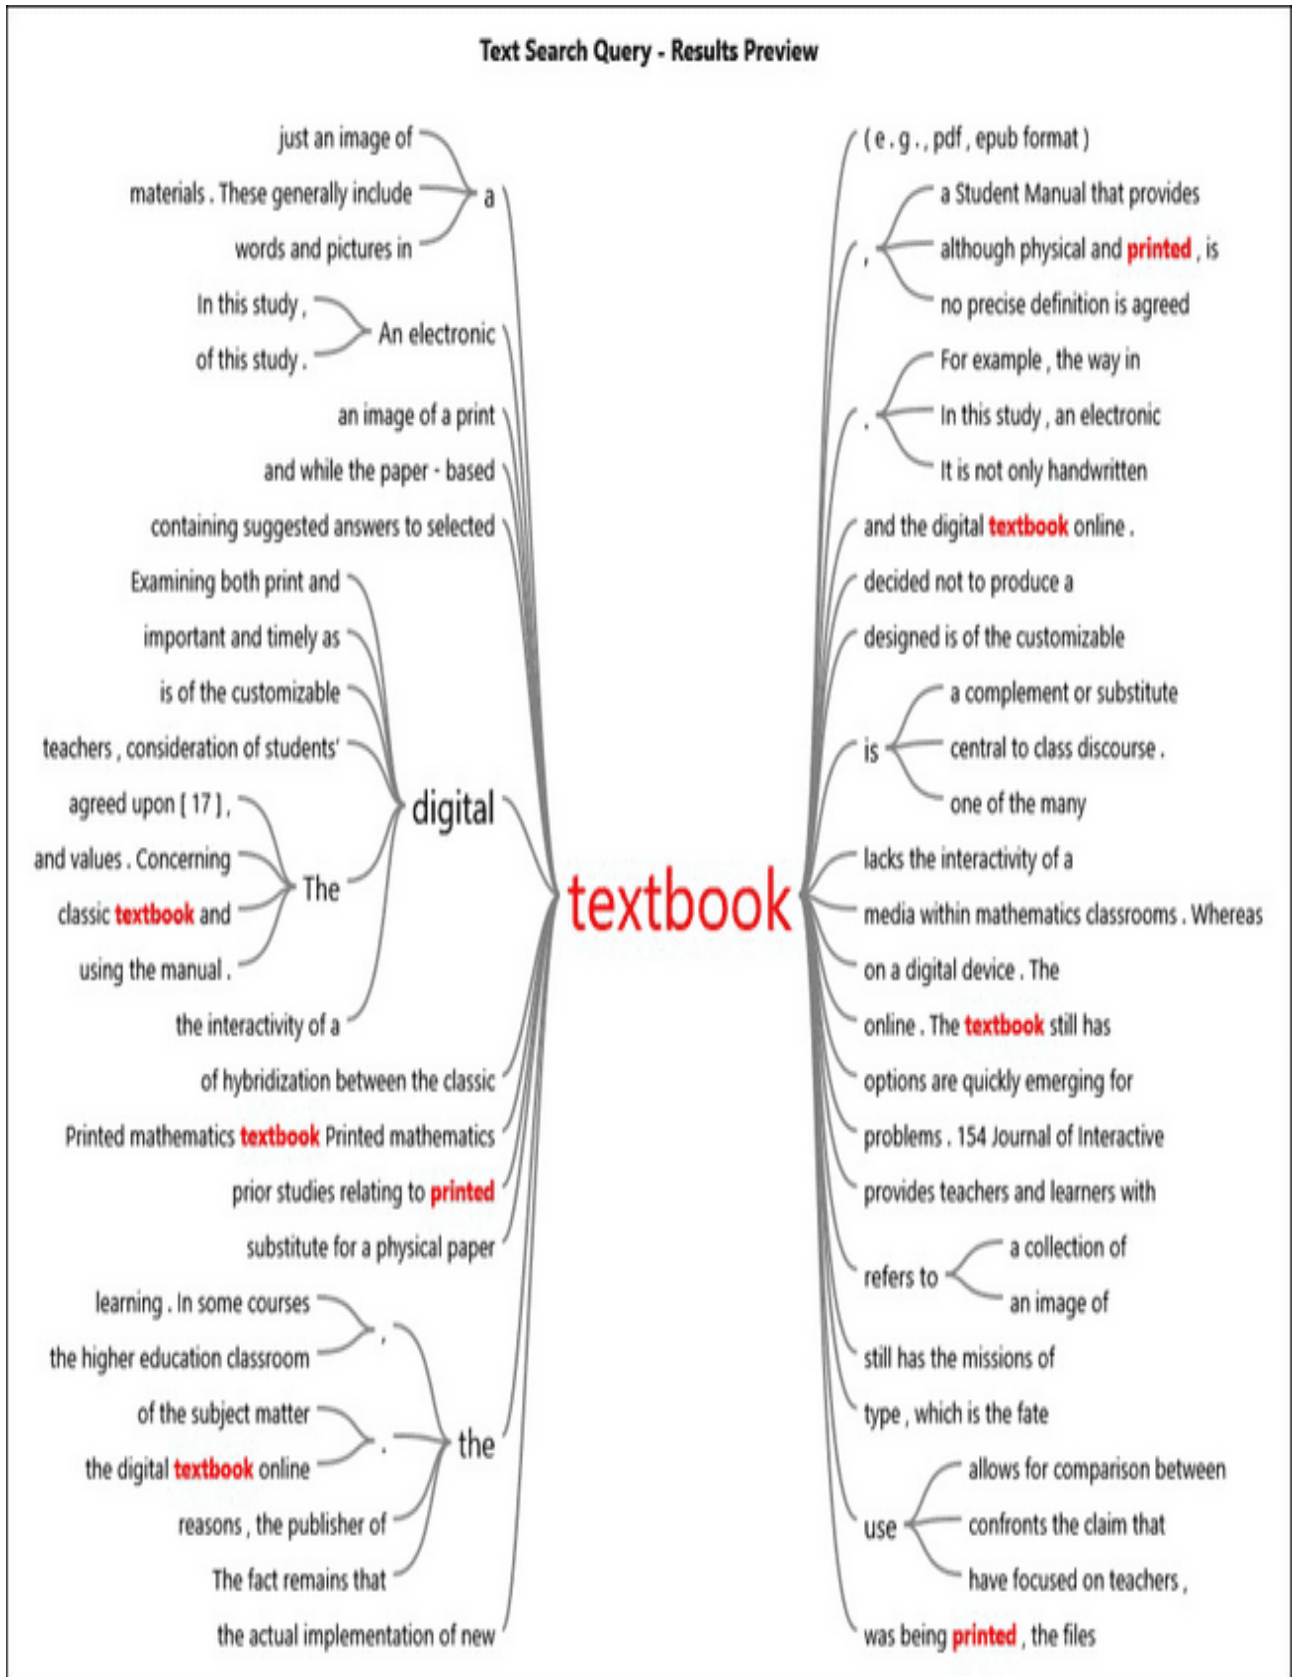 Text Search Query - Results Preview
just an image of
materials . These generally include
words and pictures in
a
In this study ,
of this study .
An electronic
an image of a print
and while the paper - based
containing suggested answers to selected
Examining both print and
important and timely as
is of the customizable
teachers , consideration of students'
agreed upon [ 17 ] ,
and values . Concerning
classic textbook and
using the manual .
The
the interactivity of a
digital
of hybridization between the classic
Printed mathematics textbook Printed mathematics
prior studies relating to printed
substitute for a physical paper
learning . In some courses
the higher education classroom
,
of the subject matter
the digital textbook online
.
reasons , the publisher of
The fact remains that
the
the actual implementation of new
textbook
( e . g . , pdf , epub format )
,
a Student Manual that provides
although physical and printed , is
no precise definition is agreed
.
For example , the way in
In this study , an electronic
It is not only handwritten
and the digital textbook online .
decided not to produce a
designed is of the customizable
is
a complement or substitute
central to class discourse .
one of the many
lacks the interactivity of a
media within mathematics classrooms . Whereas
on a digital device . The
online . The textbook still has
options are quickly emerging for
problems . 154 Journal of Interactive
provides teachers and learners with
refers to
a collection of
an image of
still has the missions of
type , which is the fate
use
allows for comparison between
confronts the claim that
have focused on teachers ,
was being printed , the files